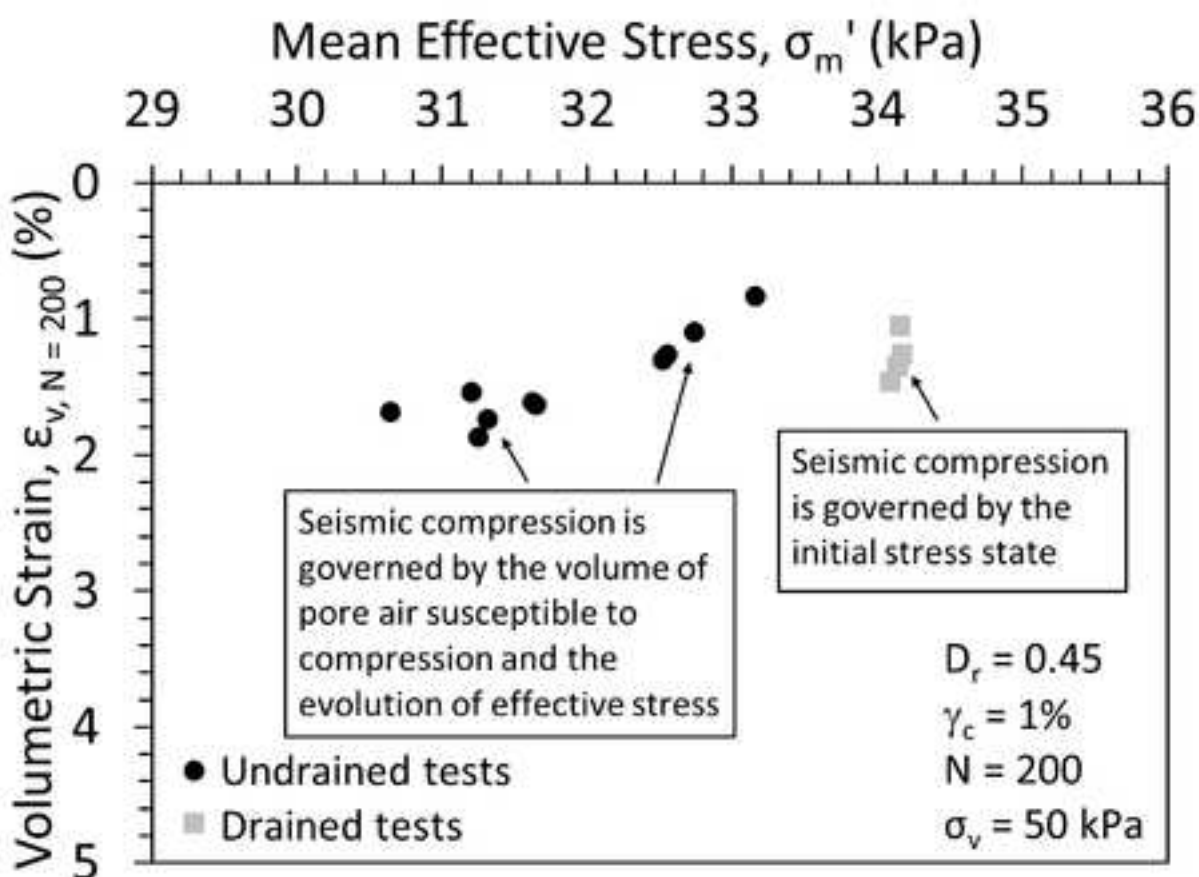 Mean Effective Stress, σm' (kPa)
29 30 31 32 33 34 35 36
Volumetric Strain, εv, N = 200 (%)
0
1
2
3
4
5
Seismic compression is
governed by the volume of
pore air susceptible to
compression and the
evolution of effective stress
Seismic compression
is governed by the
initial stress state
Dr = 0.45
γc = 1%
N = 200
σv = 50 kPa
Undrained tests
Drained tests